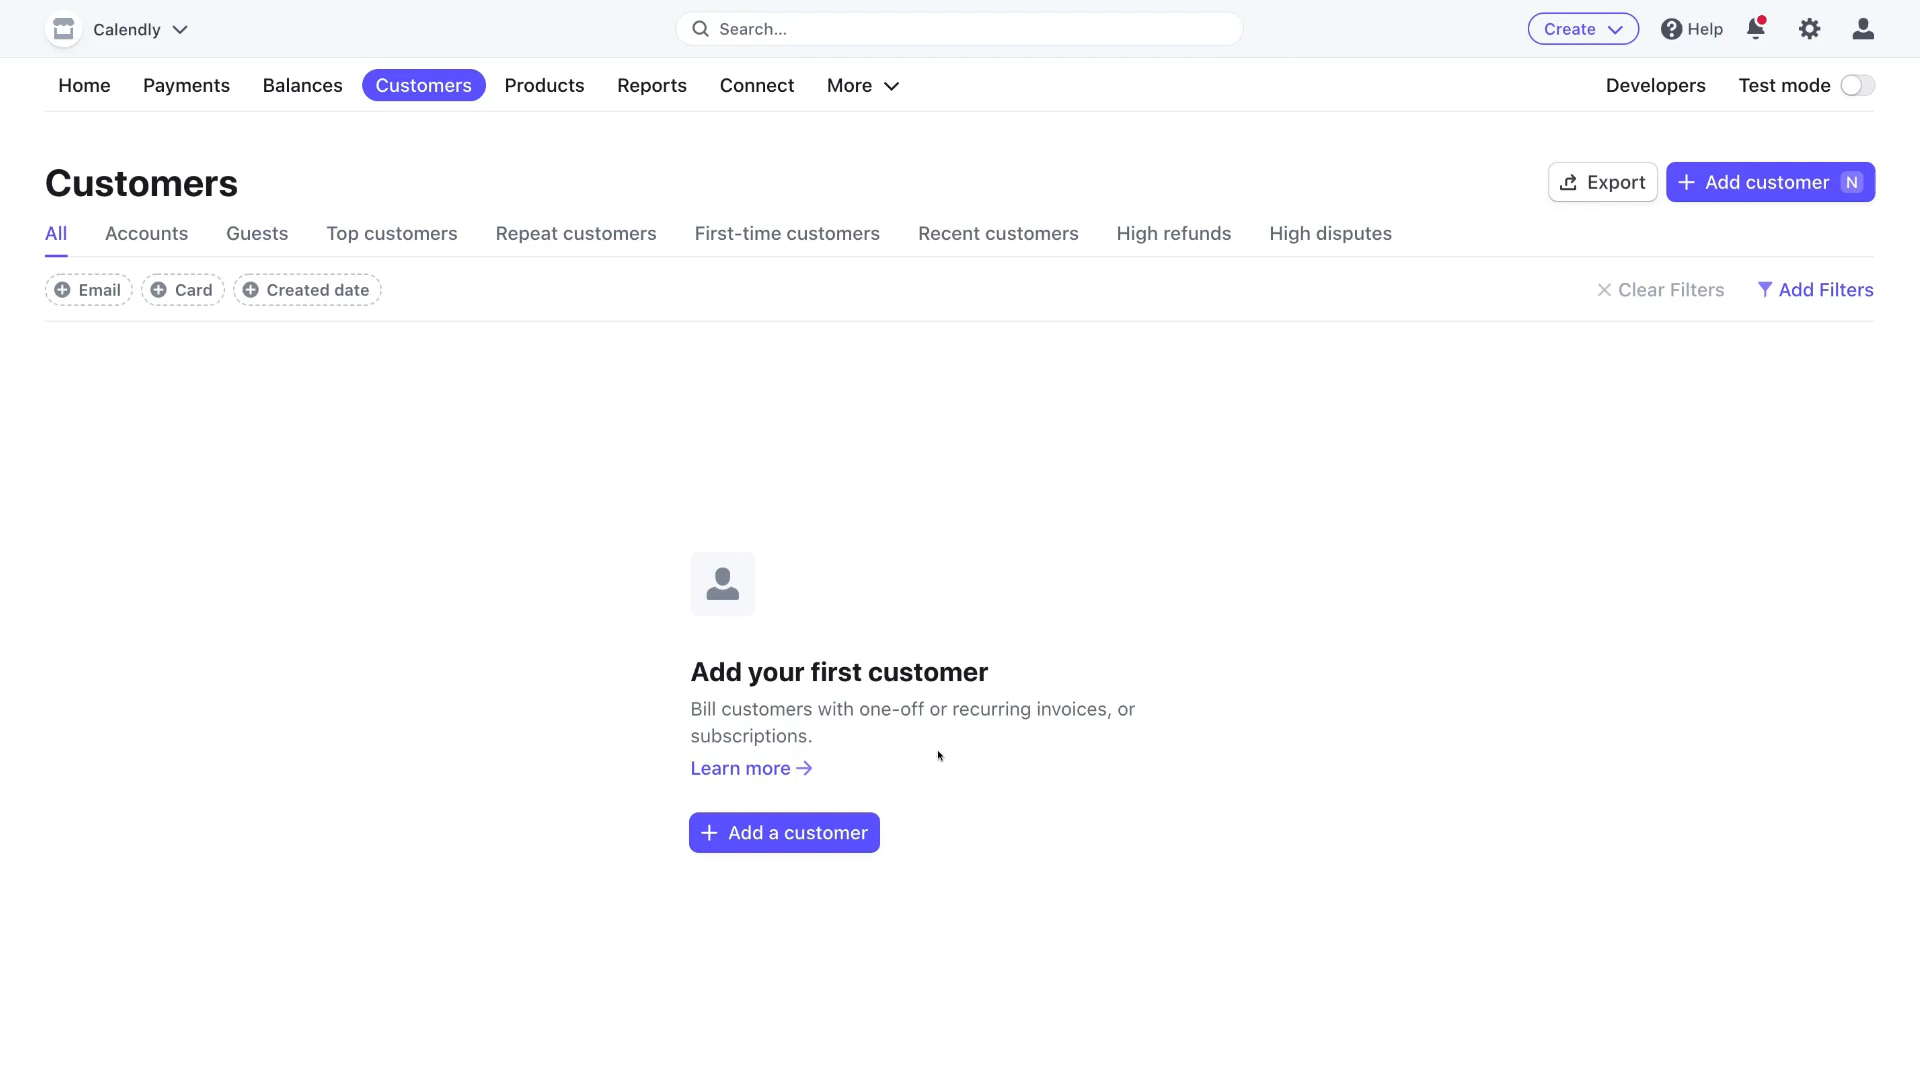 Calendly
Search...
Create
Help
Home Payments Balances Customers Products Reports Connect More
Developers Test mode
Customers
Export
Add customer N
All Accounts Guests Top customers Repeat customers First-time customers Recent customers High refunds High disputes
Email Card Created date
Clear Filters Add Filters
Add your first customer
Bill customers with one-off or recurring invoices, or
subscriptions.
Learn more
Add a customer